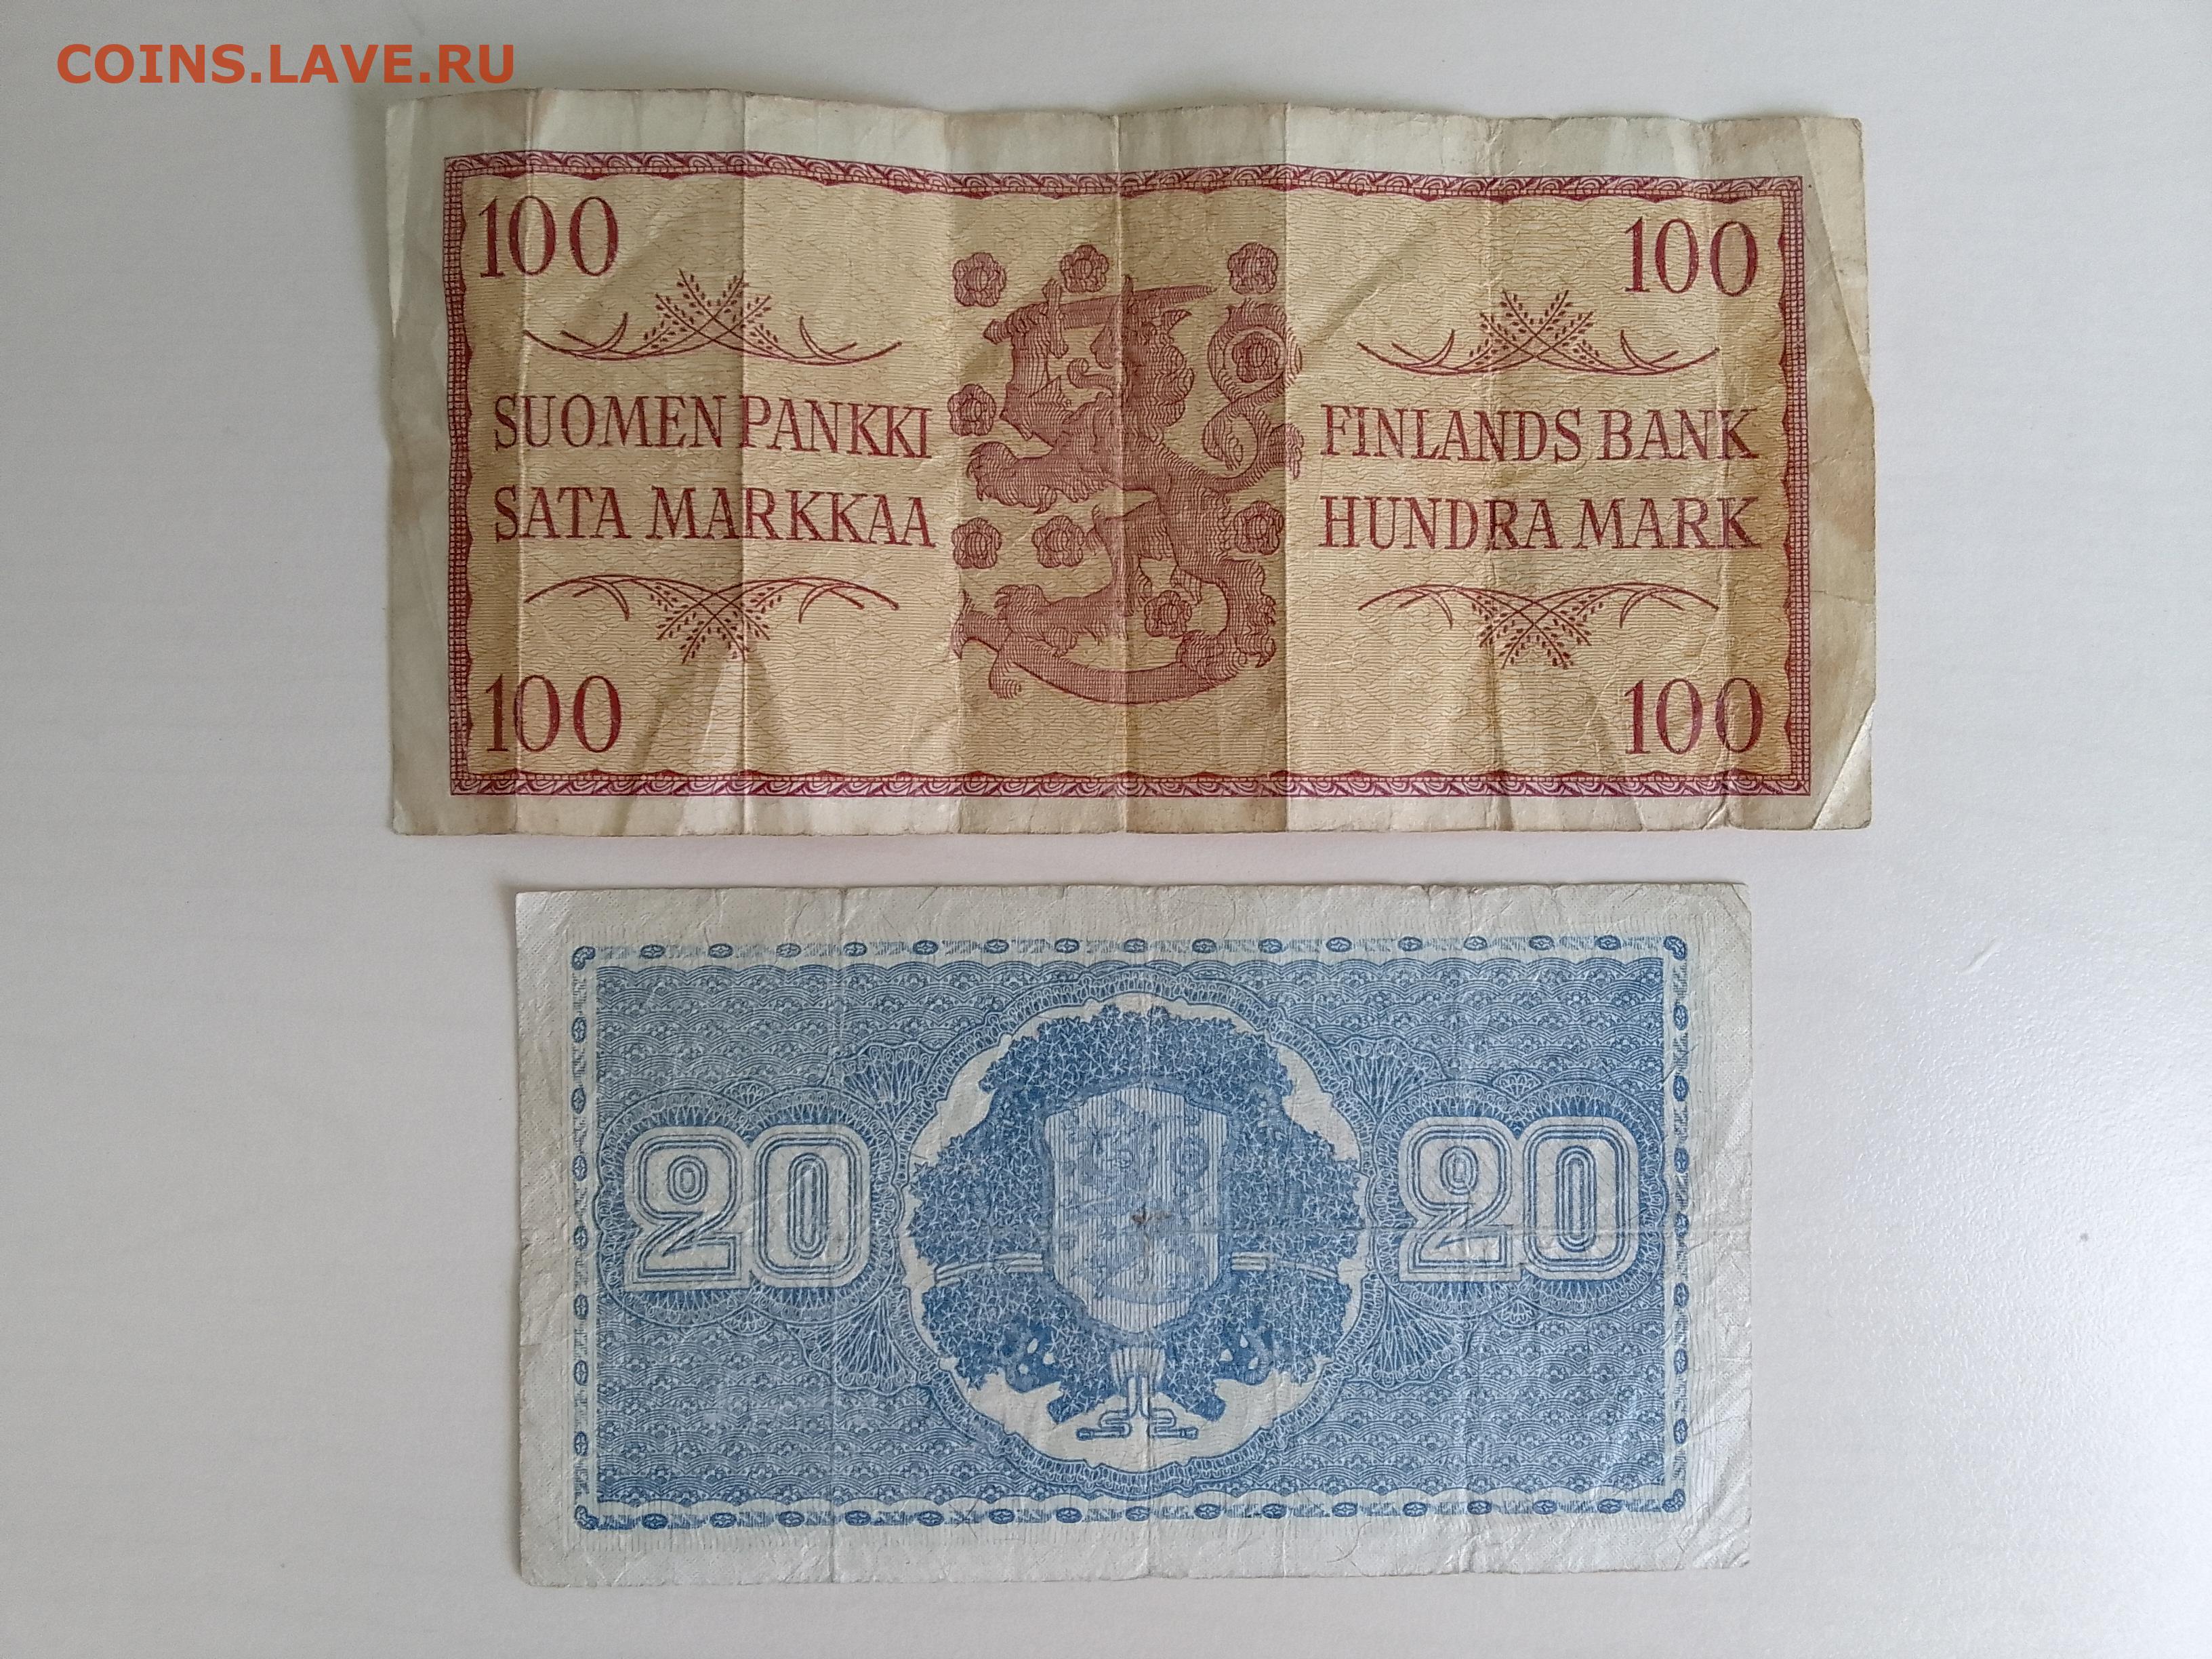 COINS.LAVE.RU
100 100
SUOMEN PANKKI FINLANDS BANK
SATA MARKKAA HUNDRA MARK
100 100
20 20